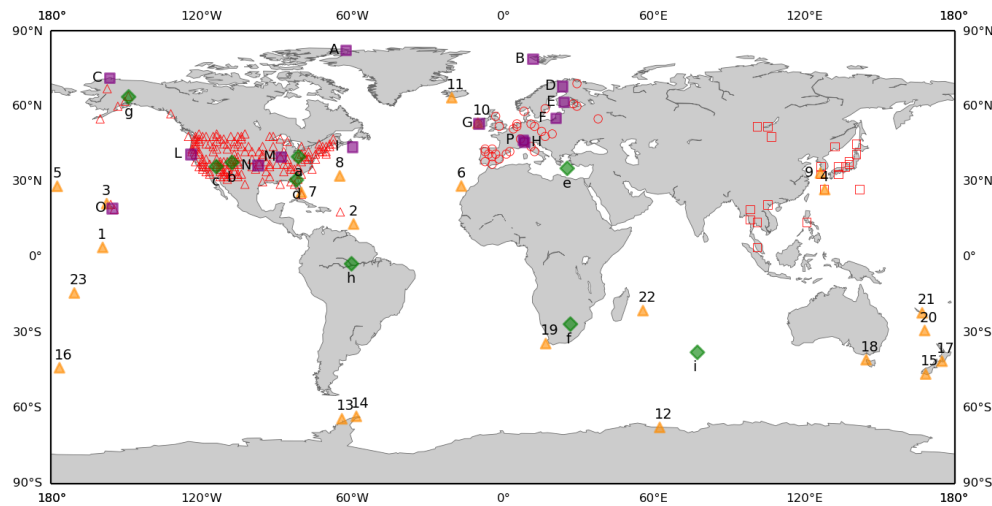 180° 120°W 60°W 0° 60°E 120°E 180°
90°N 90°N
A
B
C
D
11
E
60°N 60°N
10
F
G
P H
I
L M
N
8
a
b
c
30°N 30°N
5
6
9 4
e
d 7
3
O
g
2
1
0° 0°
h
23
22
21
20
30°S 30°S
19
f
i
16
18
17
15
60°S 60°S
13 14
12
90°S 90°S
180° 120°W 60°W 0° 60°E 120°E 180°